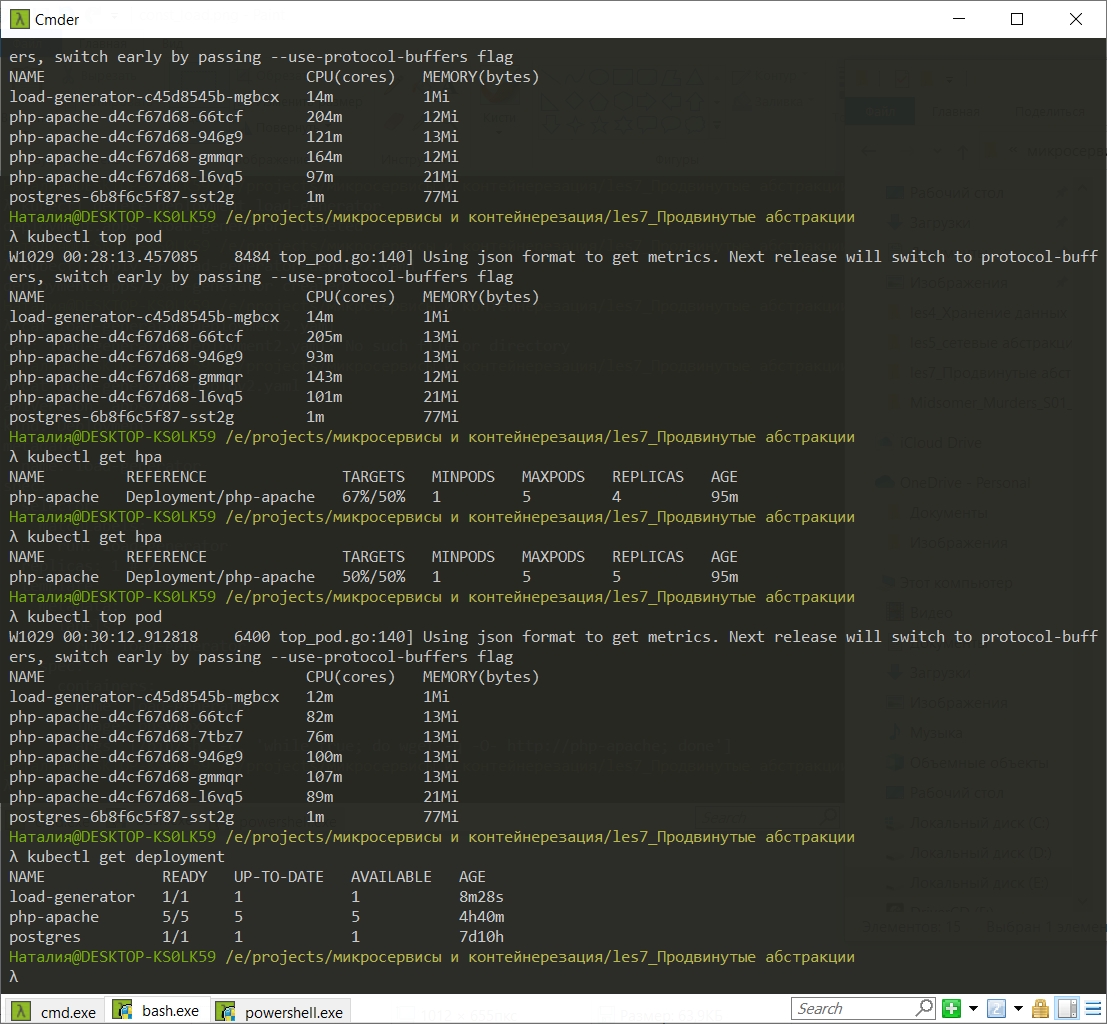 Cmder
ers, switch early by passing --use-protocol-buffers flag
NAME CPU(cores) MEMORY(bytes)
load-generator-c45d8545b-mgbcx 14m 1Mi
php-apache-d4cf67d68-66tcf 204m 12Mi
php-apache-d4cf67d68-946g9 121m 13Mi
php-apache-d4cf67d68-gmmqr 164m 12Mi
php-apache-d4cf67d68-l6vq5 97m 21Mi
postgres-6b8f6c5f87-sst2g 1m 77Mi
Наталия@DESKTOP-KS0LK59 /e/projects/микросервисы и контейнерезация/les7_Продвинутые абстракции
λ kubectl top pod
W1029 00:28:13.457085 8484 top_pod.go:140] Using json format to get metrics. Next release will switch to protocol-buff
ers, switch early by passing --use-protocol-buffers flag
NAME CPU(cores) MEMORY(bytes)
load-generator-c45d8545b-mgbcx 14m 1Mi
php-apache-d4cf67d68-66tcf 205m 13Mi
php-apache-d4cf67d68-946g9 93m 13Mi
php-apache-d4cf67d68-gmmqr 143m 12Mi
php-apache-d4cf67d68-l6vq5 101m 21Mi
postgres-6b8f6c5f87-sst2g 1m 77Mi
Наталия@DESKTOP-KS0LK59 /e/projects/микросервисы и контейнерезация/les7_Продвинутые абстракции
λ kubectl get hpa
NAME REFERENCE TARGETS MINPODS MAXPODS REPLICAS AGE
php-apache Deployment/php-apache 67%/50% 1 5 4 95m
Наталия@DESKTOP-KS0LK59 /e/projects/микросервисы и контейнерезация/les7_Продвинутые абстракции
λ kubectl get hpa
NAME REFERENCE TARGETS MINPODS MAXPODS REPLICAS AGE
php-apache Deployment/php-apache 50%/50% 1 5 5 95m
Наталия@DESKTOP-KS0LK59 /e/projects/микросервисы и контейнерезация/les7_Продвинутые абстракции
λ kubectl top pod
W1029 00:30:12.912818 6400 top_pod.go:140] Using json format to get metrics. Next release will switch to protocol-buff
ers, switch early by passing --use-protocol-buffers flag
NAME CPU(cores) MEMORY(bytes)
load-generator-c45d8545b-mgbcx 12m 1Mi
php-apache-d4cf67d68-66tcf 82m 13Mi
php-apache-d4cf67d68-7tbz7 76m 13Mi
php-apache-d4cf67d68-946g9 100m 13Mi
php-apache-d4cf67d68-gmmqr 107m 13Mi
php-apache-d4cf67d68-l6vq5 89m 21Mi
postgres-6b8f6c5f87-sst2g 1m 77Mi
Наталия@DESKTOP-KS0LK59 /e/projects/микросервисы и контейнерезация/les7_Продвинутые абстракции
λ kubectl get deployment
NAME READY UP-TO-DATE AVAILABLE AGE
load-generator 1/1 1 1 8m28s
php-apache 5/5 5 5 4h40m
postgres 1/1 1 1 7d10h
Наталия@DESKTOP-KS0LK59 /e/projects/микросервисы и контейнерезация/les7_Продвинутые абстракции
λ
cmd.exe bash.exe powershell.exe Search